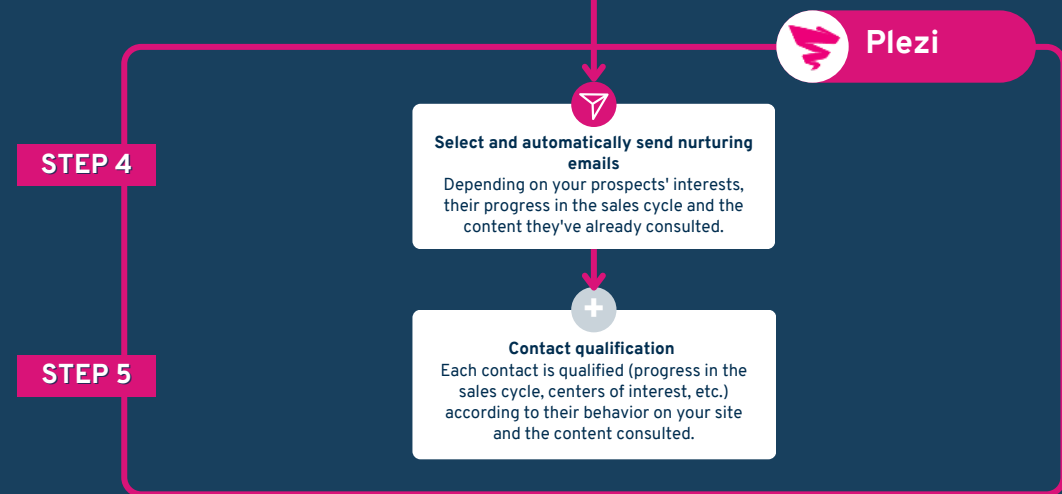 Plezi
STEP 4
Select and automatically send nurturing
emails
Depending on your prospects' interests,
their progress in the sales cycle and the
content they've already consulted.
STEP 5
Contact qualification
Each contact is qualified (progress in the
sales cycle, centers of interest, etc.)
according to their behavior on your site
and the content consulted.